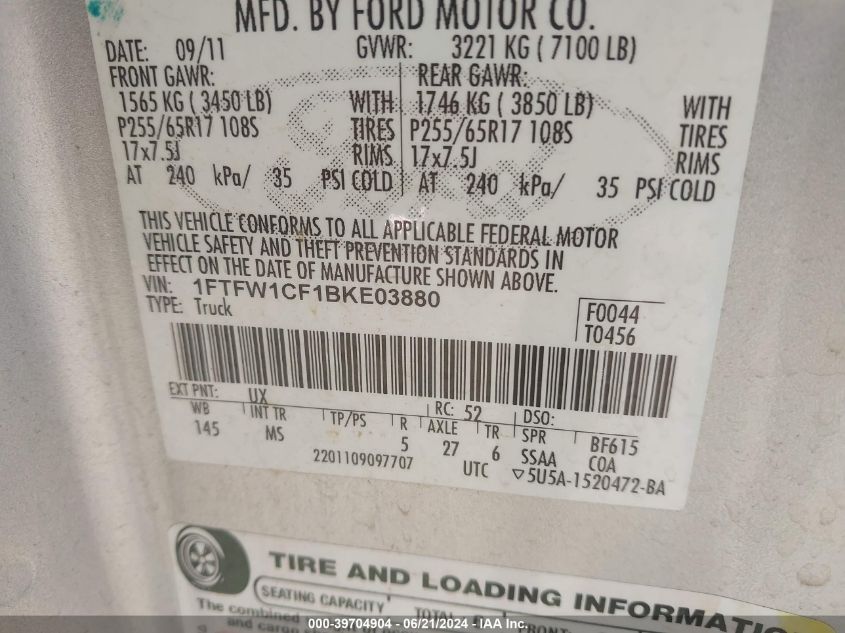 MFD. BY FORD MOTOR CO.
DATE: 09/11 GVWR: 3221 KG ( 7100 LB)
FRONT GAWR: REAR GAWR:
1565 KG ( 3450 LB) WITH 1746 KG ( 3850 LB) WITH
P255/65R17 108S TIRES P255/65R17 108S TIRES
17x7.5J RIMS 17x7.5J RIMS
AT 240 kPa/ 35 PSI COLD AT 240 kPa/ 35 PSI COLD
THIS VEHICLE CONFORMS TO ALL APPLICABLE FEDERAL MOTOR
VEHICLE SAFETY AND THEFT PREVENTION STANDARDS IN
EFFECT ON THE DATE OF MANUFACTURE SHOWN ABOVE.
VIN: 1FTFW1CF1BKE03880
TYPE: Truck
F0044
T0456
EXT PNT: UX RC: 52 DSO:
WB INT TR TP/PS R AXLE TR SPR BF615
145 MS 5 27 6 SSAA COA
2201109097707 UTC ▽5U5A-1520472-BA
TIRE AND LOADING INFORMATIO
SEATING CAPACITY TOTAL
The combined
and cargo
000-39704904 - 06/21/2024 - IAA Inc.